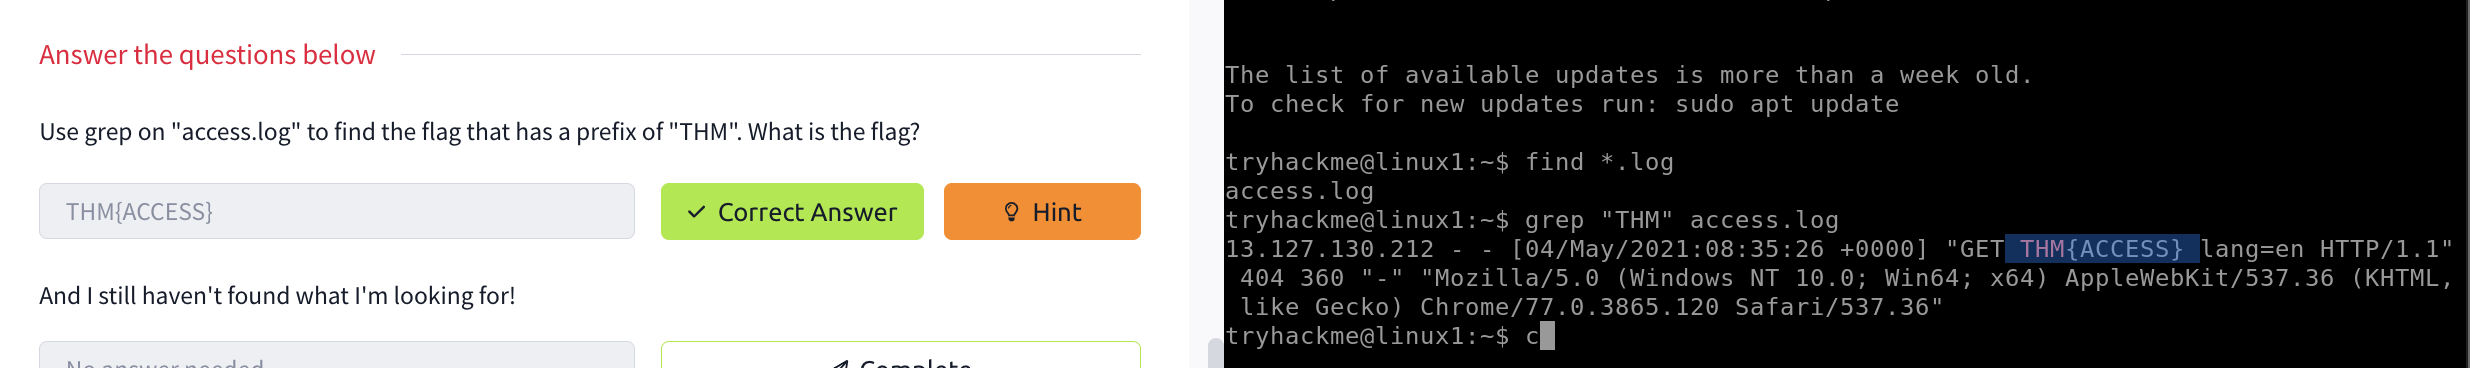 Answer the questions below
Use grep on "access.log" to find the flag that has a prefix of "THM". What is the flag?
THM{ACCESS}
Correct Answer
Hint
And I still haven't found what I'm looking for!
No answer needed
Complete
The list of available updates is more than a week old.
To check for new updates run: sudo apt update
tryhackme@linux1:~$ find *.log
access.log
tryhackme@linux1:~$ grep "THM" access.log
13.127.130.212 - - [04/May/2021:08:35:26 +0000] "GET THM{ACCESS} lang=en HTTP/1.1"
404 360 "-" "Mozilla/5.0 (Windows NT 10.0; Win64; x64) AppleWebKit/537.36 (KHTML,
like Gecko) Chrome/77.0.3865.120 Safari/537.36"
tryhackme@linux1:~$ c